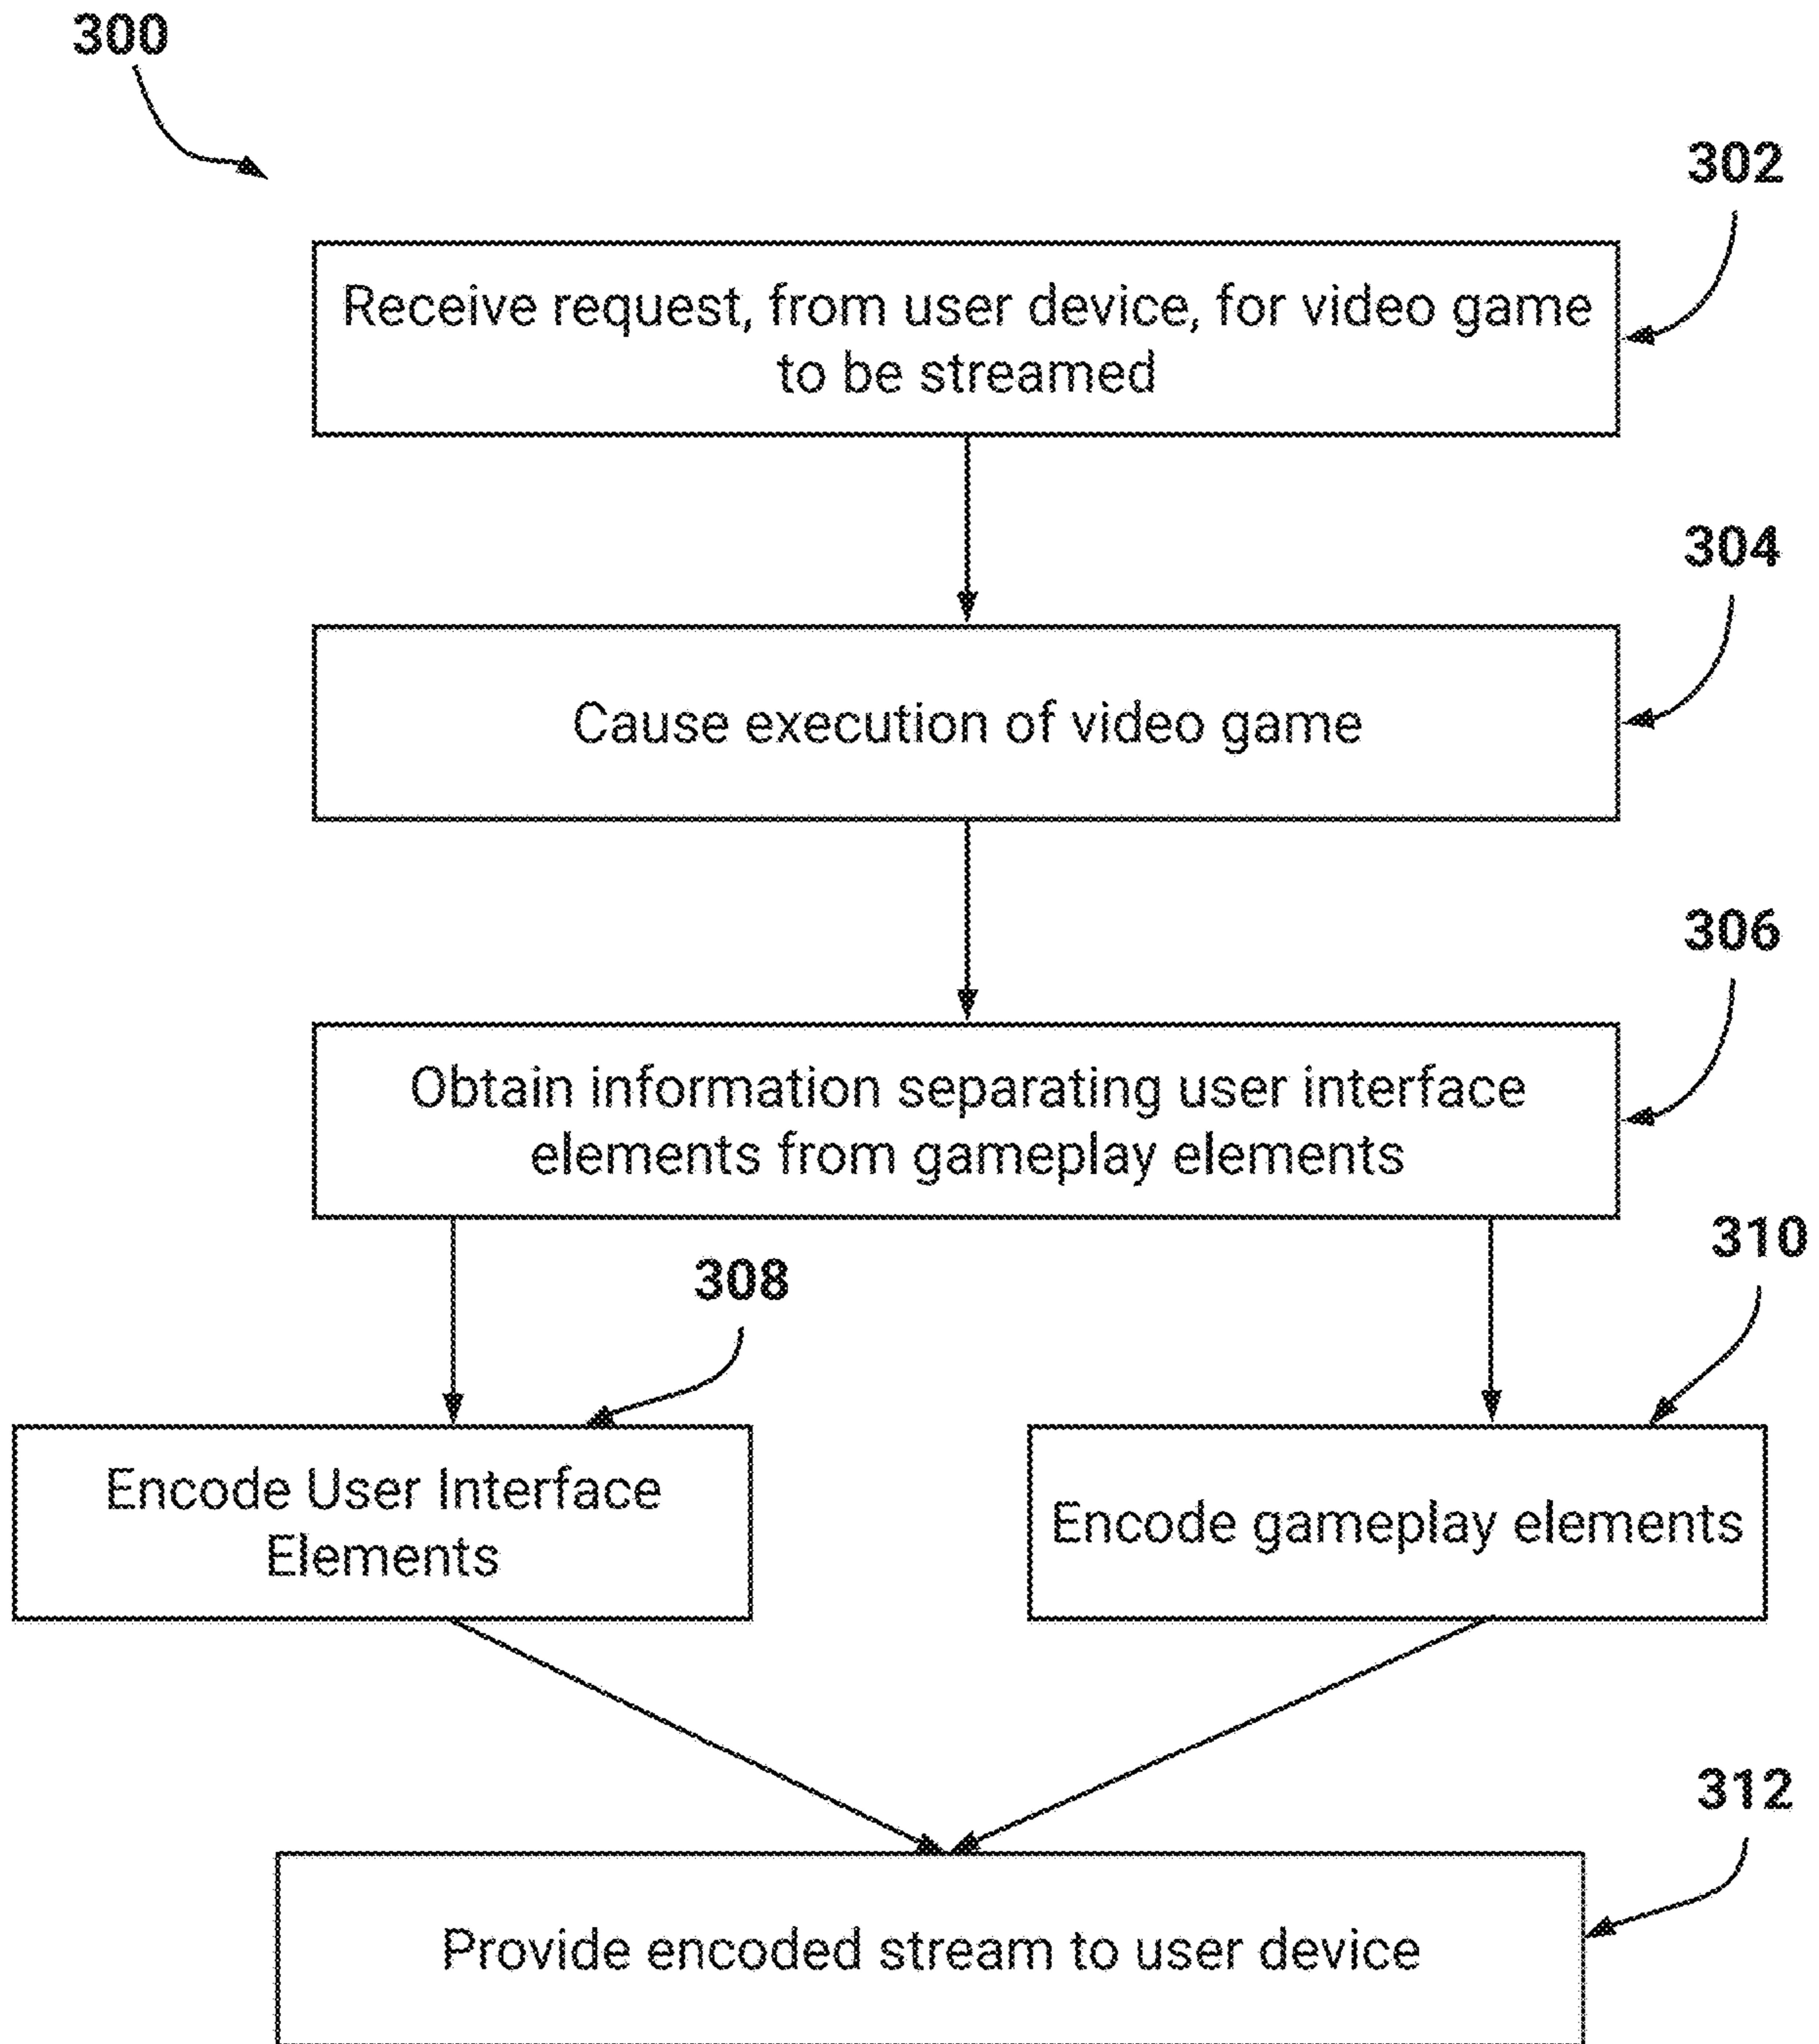 300
302
Receive request, from user device, for video game
to be streamed
304
Cause execution of video game
306
Obtain information separating user interface
elements from gameplay elements
308
310
Encode User Interface
Elements
Encode gameplay elements
312
Provide encoded stream to user device